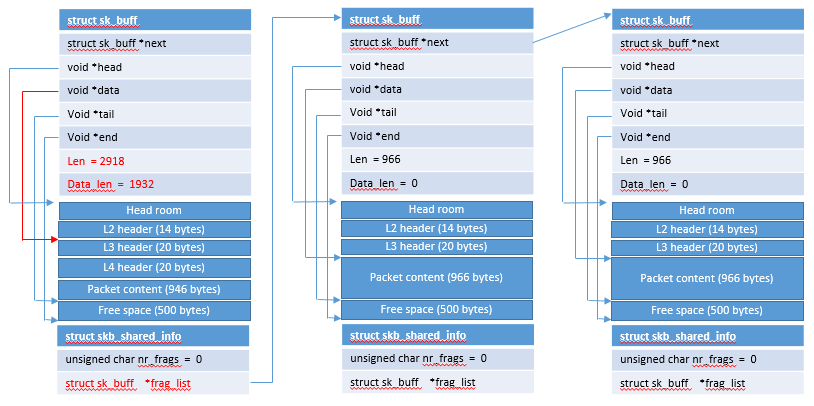 struct sk_buff
struct sk_buff *next
void *head
void *data
Void *tail
Void *end
Len = 2918
Data_len = 1932
Head room
L2 header (14 bytes)
L3 header (20 bytes)
L4 header (20 bytes)
Packet content (946 bytes)
Free space (500 bytes)
struct skb_shared_info
unsigned char nr_frags = 0
struct sk_buff *frag_list
struct sk_buff
struct sk_buff *next
void *head
void *data
Void *tail
Void *end
Len = 966
Data_len = 0
Head room
L2 header (14 bytes)
L3 header (20 bytes)
Packet content (966 bytes)
Free space (500 bytes)
struct skb_shared_info
unsigned char nr_frags = 0
struct sk_buff *frag_list
struct sk_buff
struct sk_buff *next
void *head
void *data
Void *tail
Void *end
Len = 966
Data_len = 0
Head room
L2 header (14 bytes)
L3 header (20 bytes)
Packet content (966 bytes)
Free space (500 bytes)
struct skb_shared_info
unsigned char nr_frags = 0
struct sk_buff *frag_list